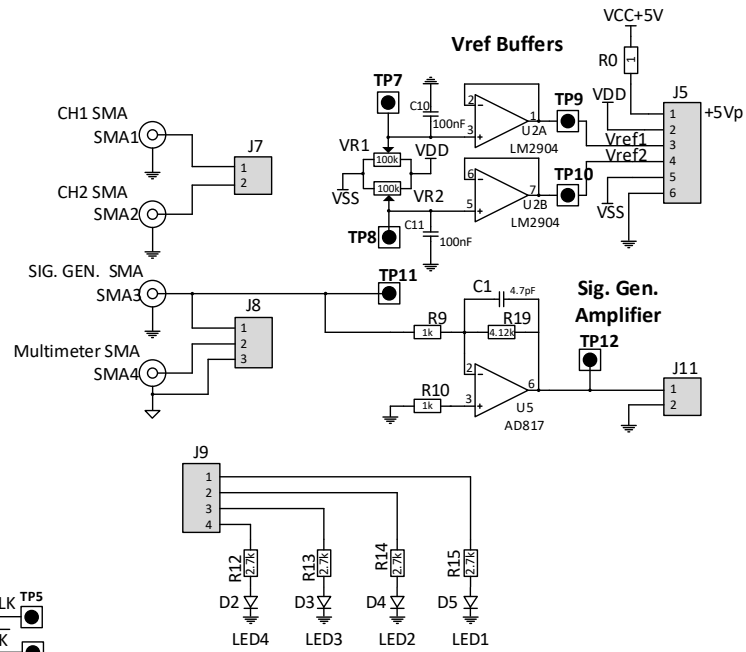 VCC+5V
Vref Buffers
R0
1
J5
TP7
C10
100nF
2
3
1
U2A
LM2904
TP9
VDD
1
2
3
4
5
6
+5Vp
Vref1
Vref2
VSS
CH1 SMA
SMA1
J7
1
2
CH2 SMA
SMA2
VR1
100k
VDD
100k
VSS
VR2
6
5
7
U2B
LM2904
TP10
TP8
C11
100nF
SIG. GEN. SMA
SMA3
TP11
J8
1
2
3
Multimeter SMA
SMA4
C1
4.7pF
Sig. Gen.
Amplifier
R9
1k
R19
4.12k
TP12
2
3
6
R10
1k
U5
AD817
J11
1
2
J9
1
2
3
4
R12
2.7k
R13
2.7k
R14
2.7k
R15
2.7k
D2
D3
D4
D5
LED4
LED3
LED2
LED1
LK
TP5
K